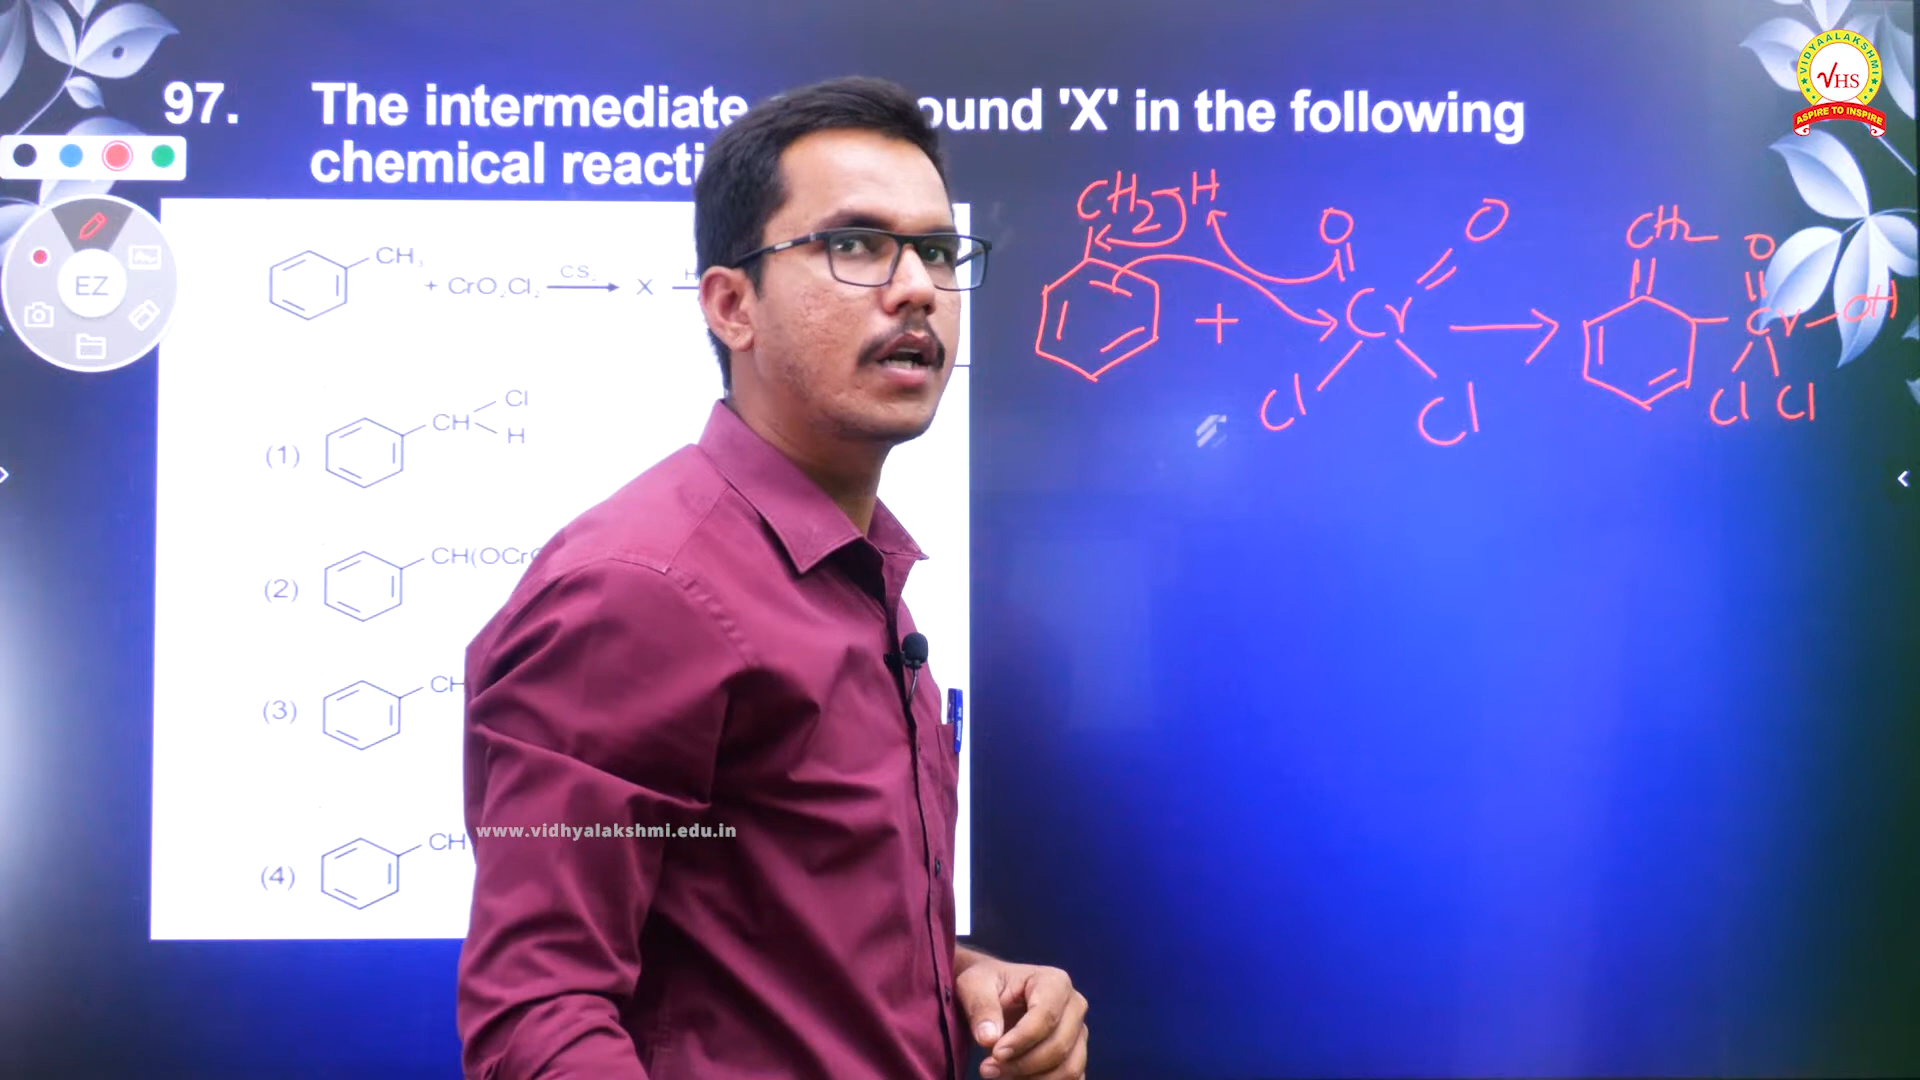 97. The intermediate ound 'X' in the following
chemical reacti
EZ
CH₃
+ CrO₂Cl₂ CS₂ X H
(1) CH Cl
H
(2) CH(OCr
(3) CH
(4) CH
CH₂ H O O
+ Cr
Cl Cl
CH₂ O
Cr OH
Cl Cl
VIDYAALAKSHMI
VHS
ASPIRE TO INSPIRE
www.vidhyalakshmi.edu.in